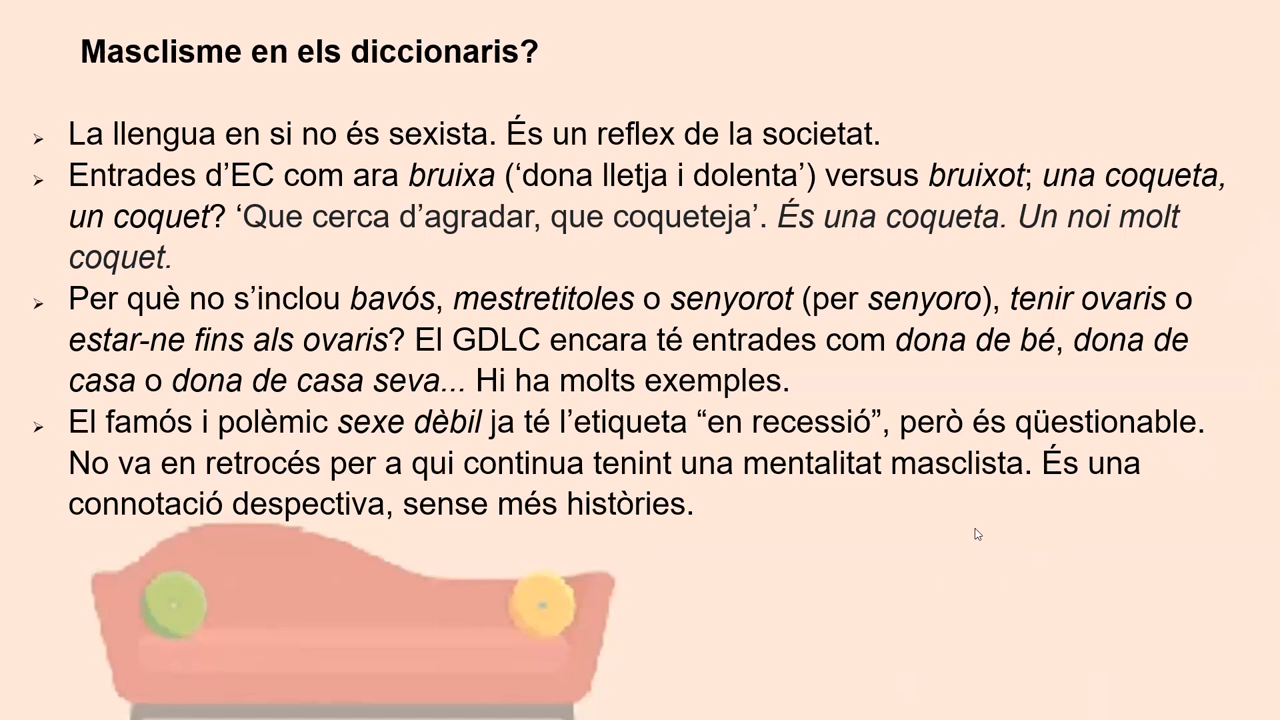 Masclisme en els diccionaris?
La llengua en si no és sexista. És un reflex de la societat.
Entrades d’EC com ara bruixa (‘dona lletja i dolenta’) versus bruixot; una coqueta,
un coquet? ‘Que cerca d’agradar, que coqueteja’. És una coqueta. Un noi molt
coquet.
Per què no s’inclou bavós, mestretitoles o senyorot (per senyoro), tenir ovaris o
estar-ne fins als ovaris? El GDLC encara té entrades com dona de bé, dona de
casa o dona de casa seva... Hi ha molts exemples.
El famós i polèmic sexe dèbil ja té l’etiqueta “en recessió”, però és qüestionable.
No va en retrocés per a qui continua tenint una mentalitat masclista. És una
connotació despectiva, sense més històries.